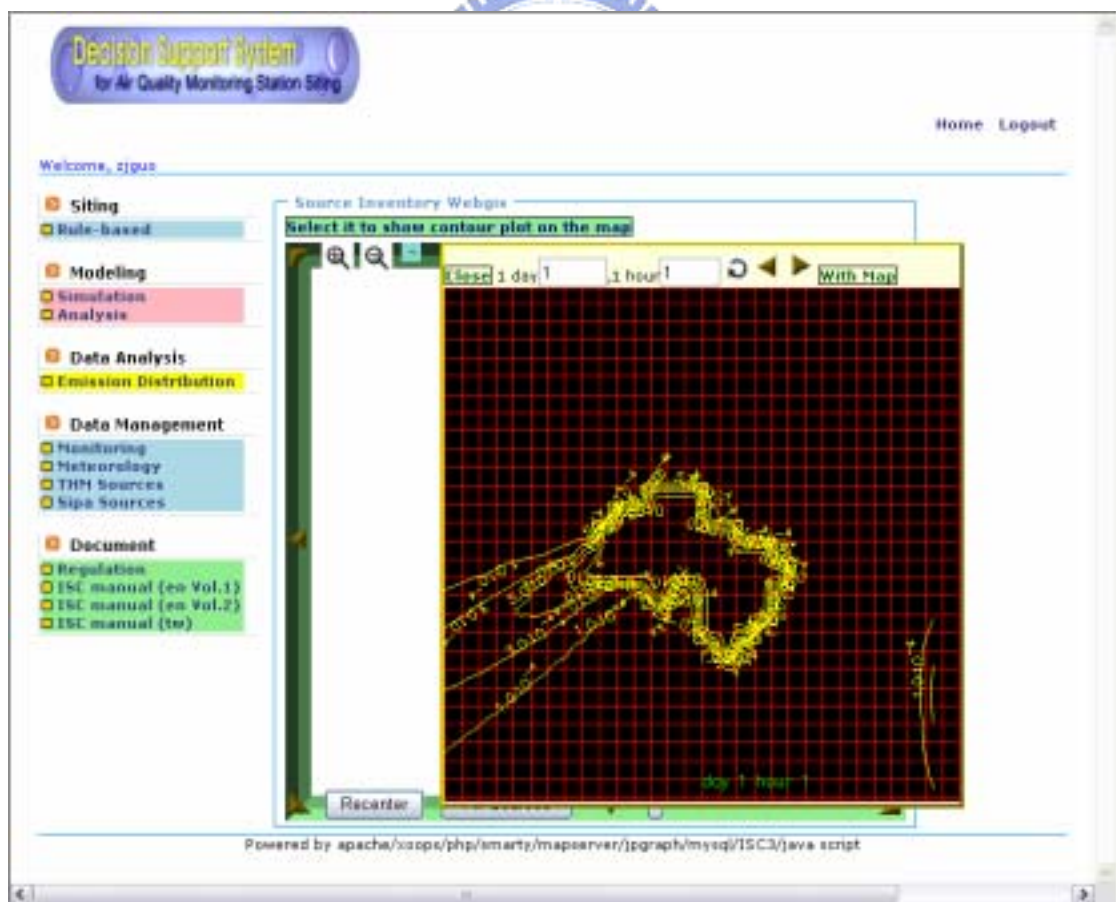 Decision Support System
for Air Quality Monitoring Station Siting
Home Logout
Welcome, zjguo
Siting
Rule-based
Modeling
Simulation
Analysis
Data Analysis
Emission Distribution
Data Management
Monitoring
Meteorology
THM Sources
Sipa Sources
Document
Regulation
ISC manual (en Vol.1)
ISC manual (en Vol.2)
ISC manual (tw)
Source Inventory Webgis
Select it to show contour plot on the map
Close 1 day 1 ,1 hour 1 With Map
day 1 hour 1
Recenter
Powered by apache/xoops/php/smarty/mapserver/jpgraph/mysql/ISC3/java script